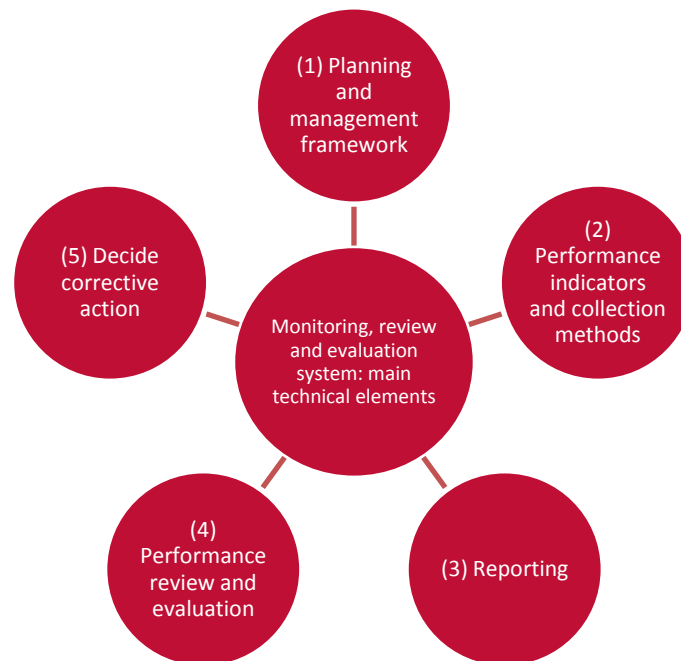 (1) Planning
and
management
framework
(2)
Performance
indicators
and collection
methods
(3) Reporting
(4)
Performance
review and
evaluation
(5) Decide
corrective
action
Monitoring, review
and evaluation
system: main
technical elements